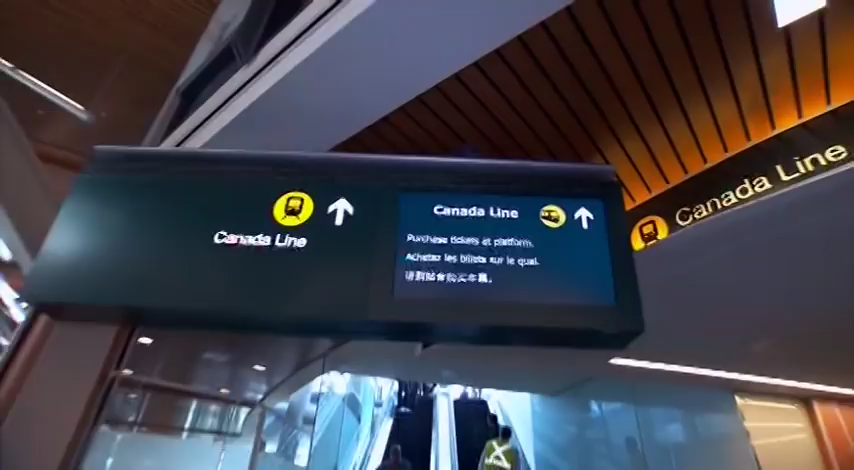 Canada Line
Canada Line
Purchase tickets at platform.
Achetez les billets sur le quai.
Canada Line